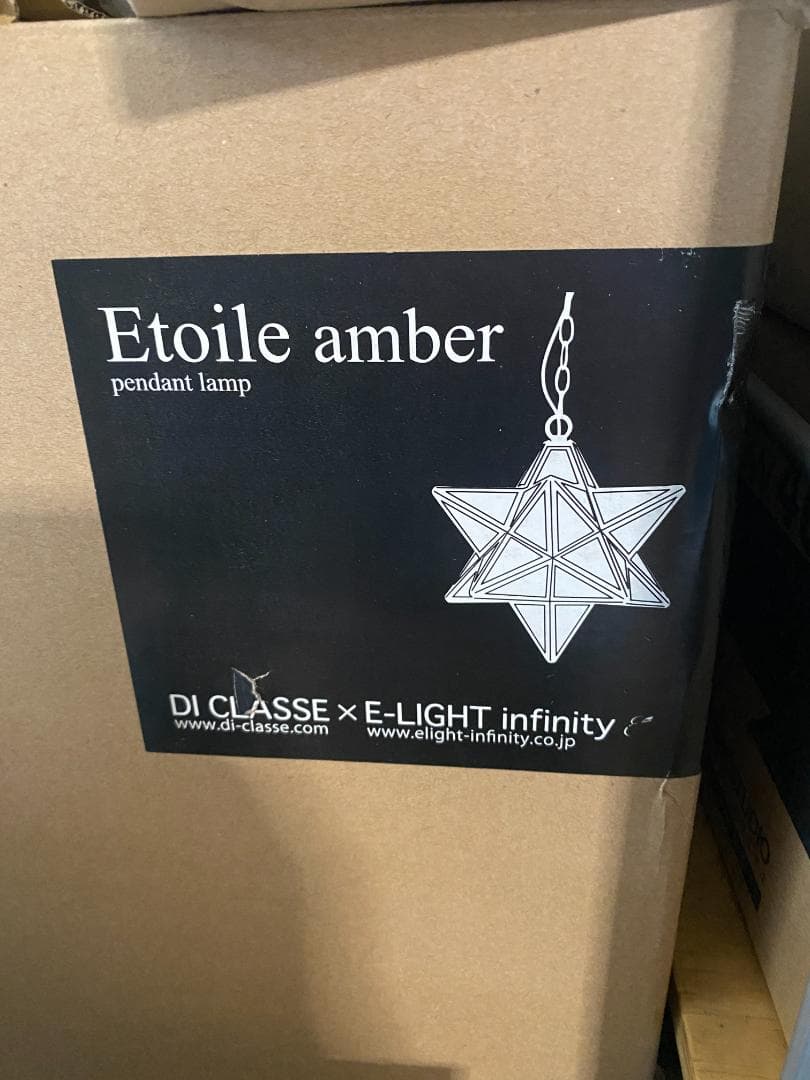 Etoile amber
pendant lamp
DI CLASSE × E-LIGHT infinity
www.di-classe.com
www.elight-infinity.co.jp